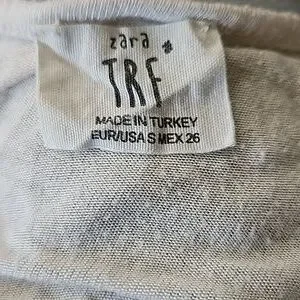 zara
TRF
MADE IN TURKEY
EUR/USA S MEX 26